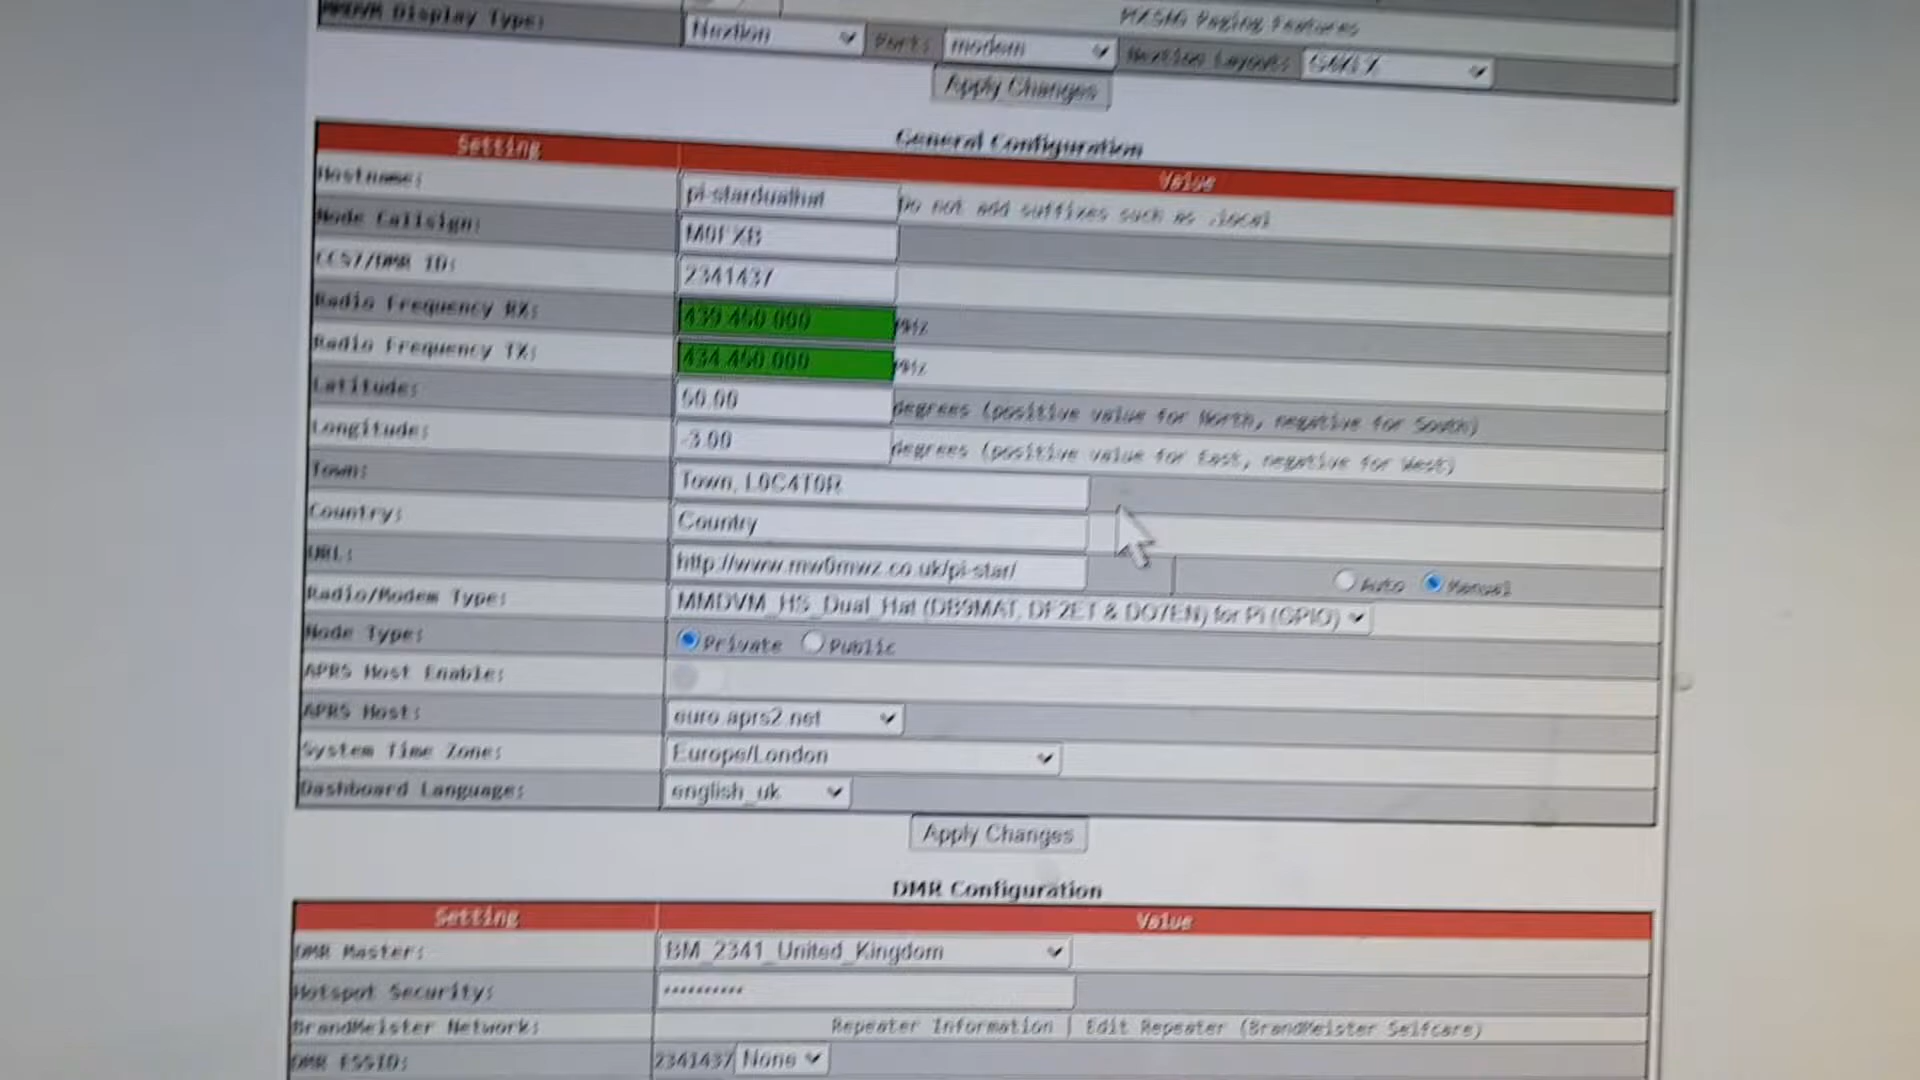 MMDVM Display Type: Nextion Port: modem Nextion Layout:
Apply Changes
General Configuration
Setting Value
Hostname: pi-stardualhat Do not add suffixes such as .local
Node Callsign: M0FXB
CCS7/DMR ID: 2341437
Radio Frequency RX: 439.450.000 MHz
Radio Frequency TX: 434.450.000 MHz
Latitude: 50.00 degrees (positive value for North, negative for South)
Longitude: -3.00 degrees (positive value for East, negative for West)
Town: Town, L0C4T0R
Country: Country
URL: http://www.mw0mwz.co.uk/pi-star/ Auto Manual
Radio/Modem Type: MMDVM_HS_Dual_Hat (DB9MAT, DF2ET & DO7EN) for Pi (GPIO)
Node Type: Private Public
APRS Host Enable:
APRS Host: euro.aprs2.net
System Time Zone: Europe/London
Dashboard Language: english_uk
Apply Changes
DMR Configuration
Setting Value
DMR Master: BM_2341_United_Kingdom
Hotspot Security: **********
BrandMeister Network: Repeater Information | Edit Repeater (BrandMeister Selfcare)
DMR ESSID: 2341437 None